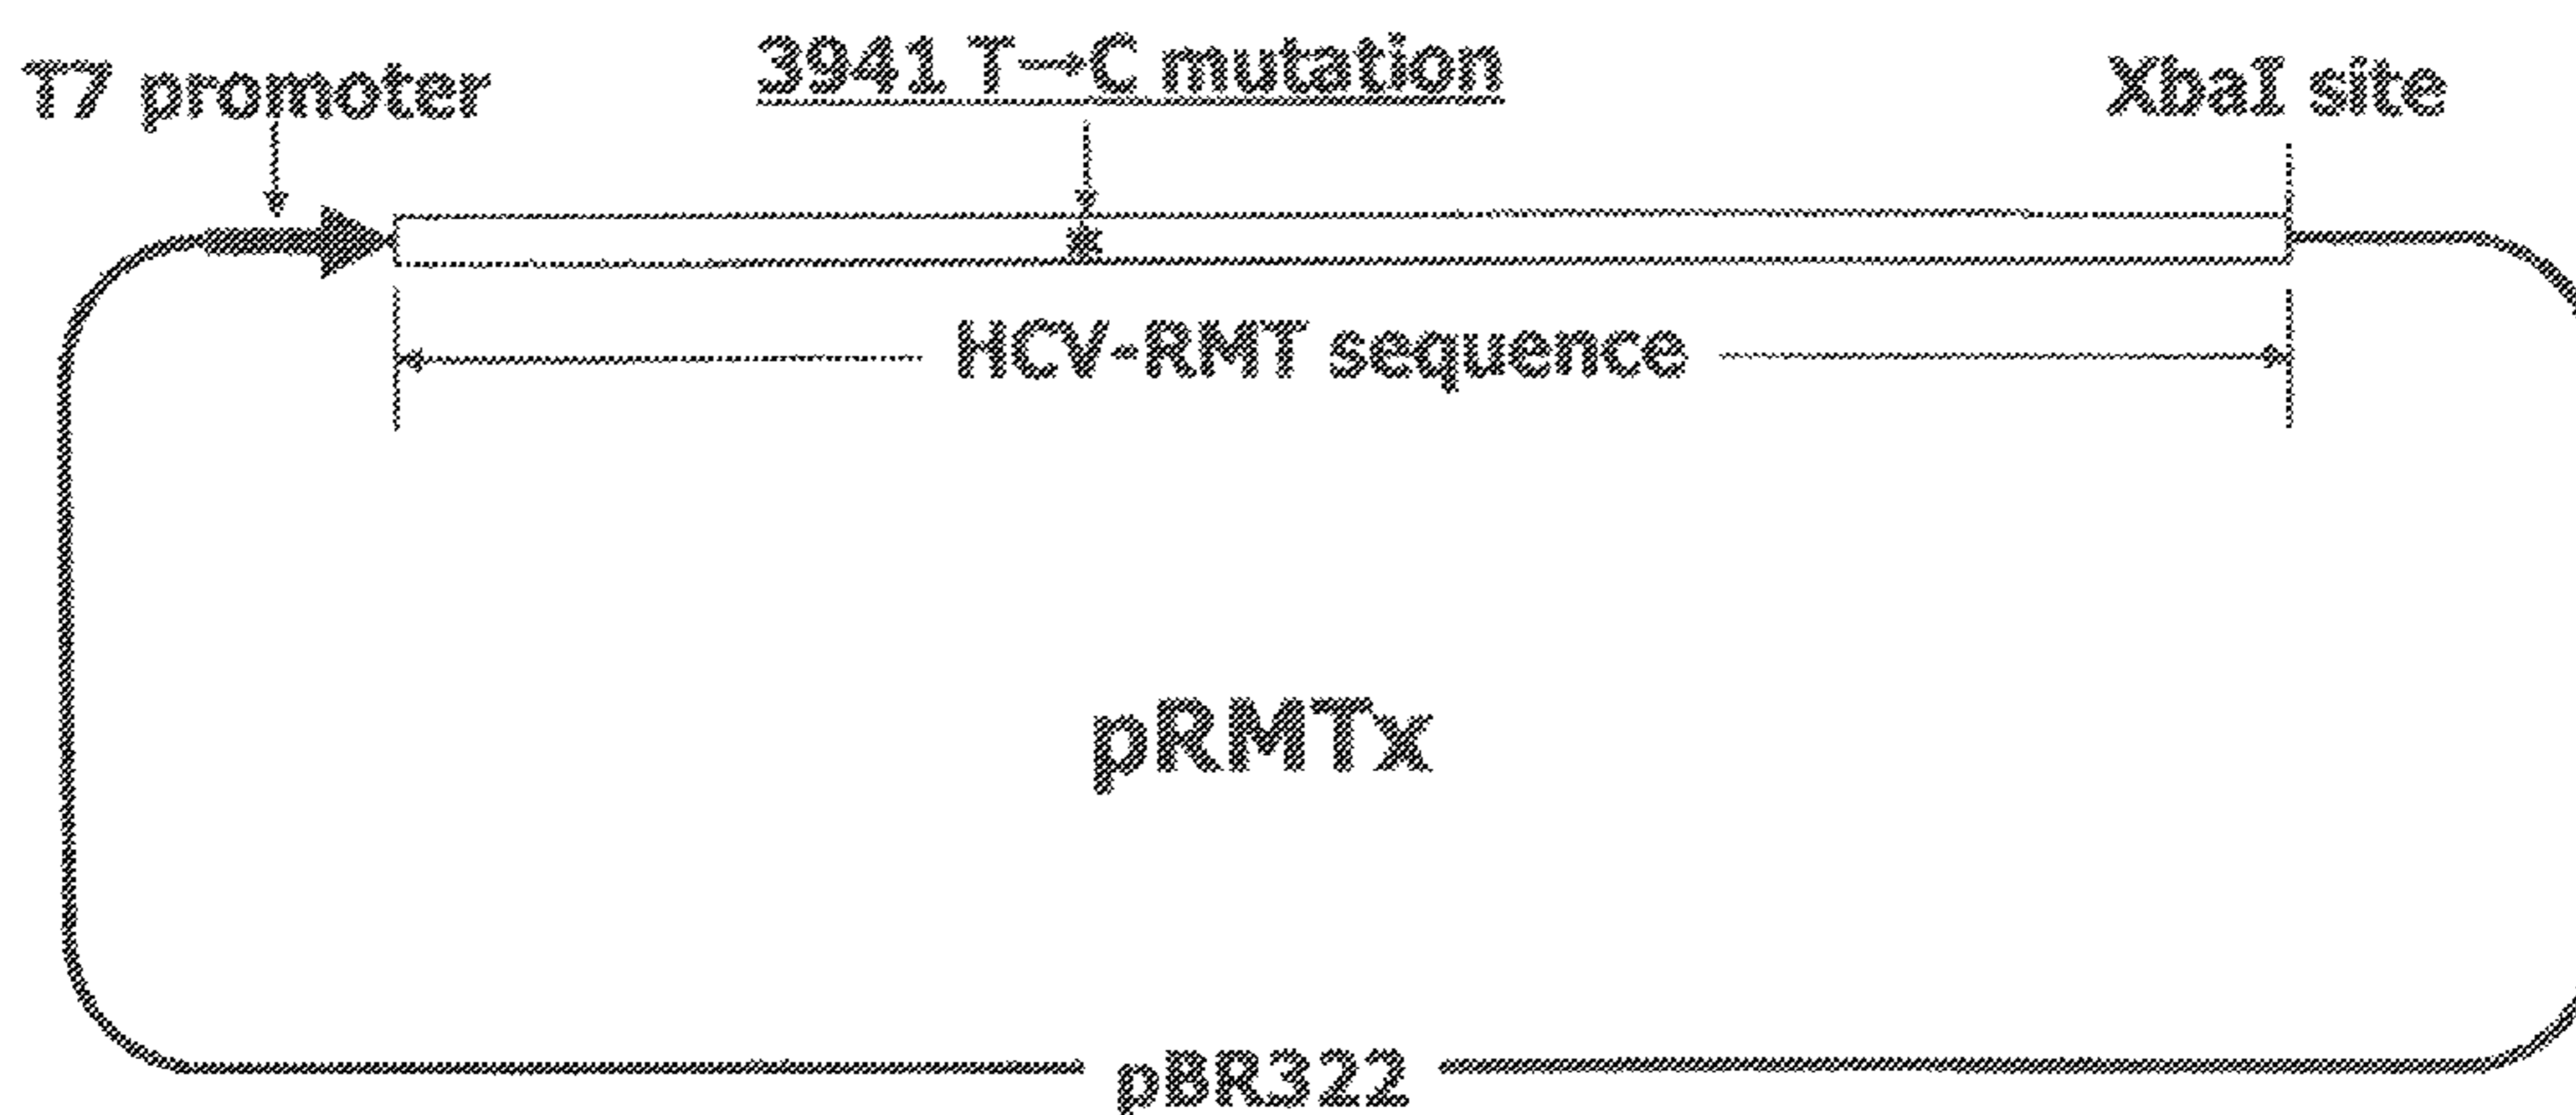 T7 promoter
3941 T→C mutation
XbaI site
HCV-RMT sequence
pRMTx
pBR322